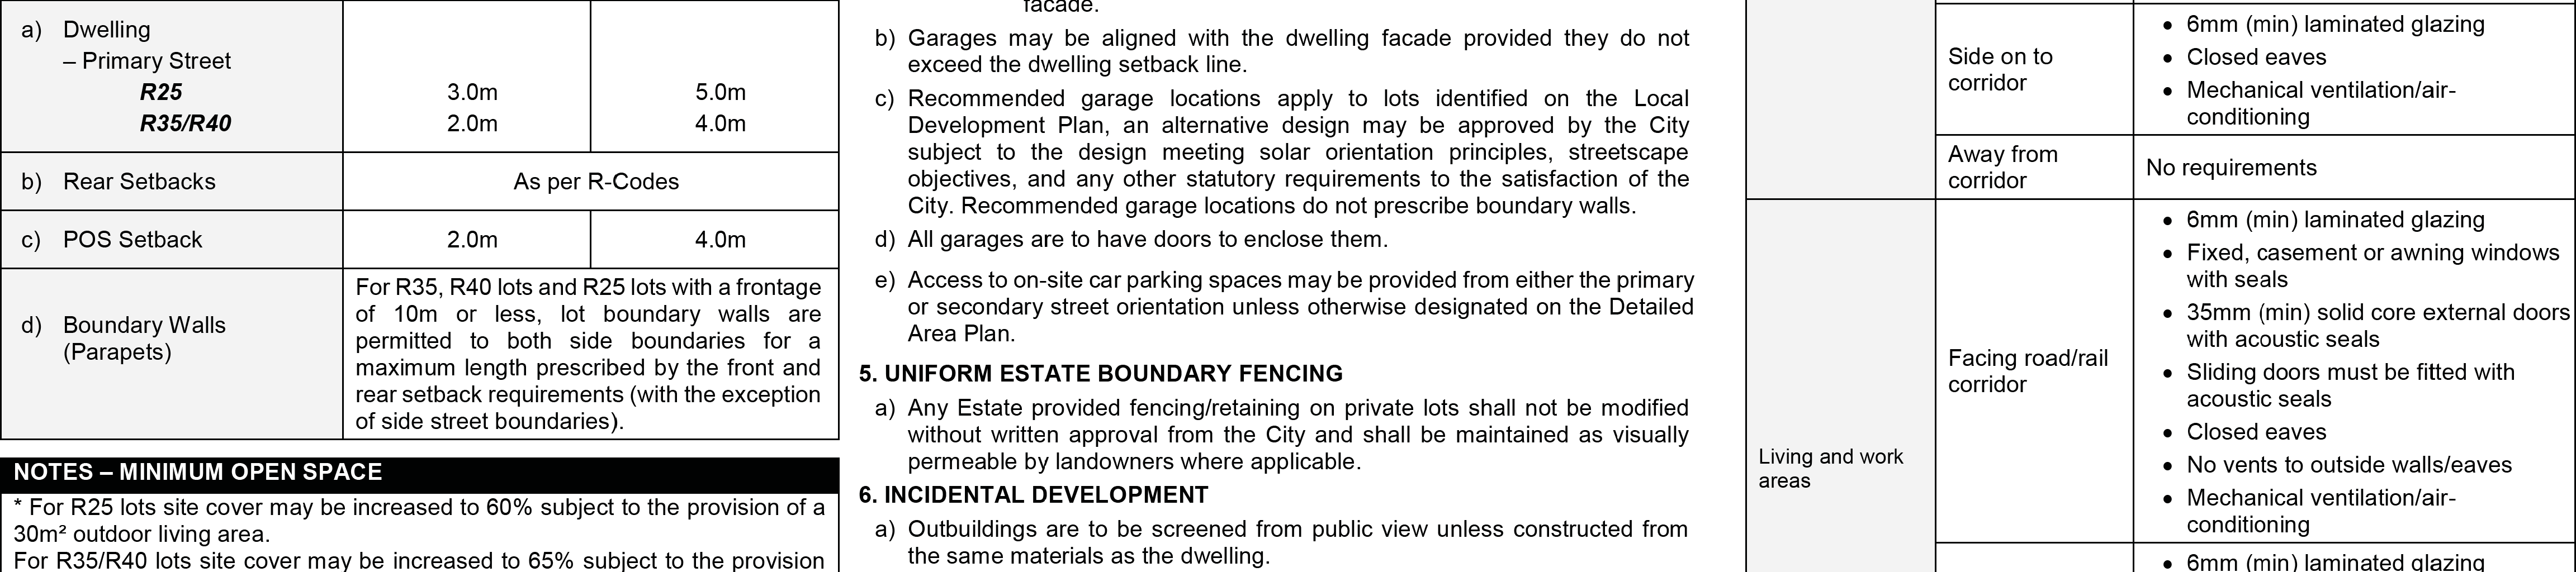 a) Dwelling
– Primary Street
R25 3.0m 5.0m
R35/R40 2.0m 4.0m
b) Rear Setbacks As per R-Codes
c) POS Setback 2.0m 4.0m
d) Boundary Walls
(Parapets)
For R35, R40 lots and R25 lots with a frontage
of 10m or less, lot boundary walls are
permitted to both side boundaries for a
maximum length prescribed by the front and
rear setback requirements (with the exception
of side street boundaries).
NOTES – MINIMUM OPEN SPACE
* For R25 lots site cover may be increased to 60% subject to the provision of a
30m² outdoor living area.
For R35/R40 lots site cover may be increased to 65% subject to the provision
facade.
b) Garages may be aligned with the dwelling facade provided they do not
exceed the dwelling setback line.
c) Recommended garage locations apply to lots identified on the Local
Development Plan, an alternative design may be approved by the City
subject to the design meeting solar orientation principles, streetscape
objectives, and any other statutory requirements to the satisfaction of the
City. Recommended garage locations do not prescribe boundary walls.
d) All garages are to have doors to enclose them.
e) Access to on-site car parking spaces may be provided from either the primary
or secondary street orientation unless otherwise designated on the Detailed
Area Plan.
5. UNIFORM ESTATE BOUNDARY FENCING
a) Any Estate provided fencing/retaining on private lots shall not be modified
without written approval from the City and shall be maintained as visually
permeable by landowners where applicable.
6. INCIDENTAL DEVELOPMENT
a) Outbuildings are to be screened from public view unless constructed from
the same materials as the dwelling.
Side on to
corridor
• 6mm (min) laminated glazing
• Closed eaves
• Mechanical ventilation/air-
conditioning
Away from
corridor
No requirements
Living and work
areas
Facing road/rail
corridor
• 6mm (min) laminated glazing
• Fixed, casement or awning windows
with seals
• 35mm (min) solid core external doors
with acoustic seals
• Sliding doors must be fitted with
acoustic seals
• Closed eaves
• No vents to outside walls/eaves
• Mechanical ventilation/air-
conditioning
• 6mm (min) laminated glazing